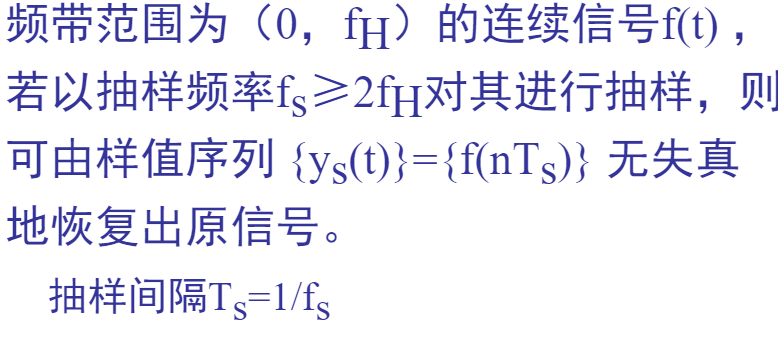 频带范围为（0，fH）的连续信号f(t)，
若以抽样频率fs≥2fH对其进行抽样，则
可由样值序列 {ys(t)}={f(nTs)} 无失真
地恢复出原信号。
抽样间隔Ts=1/fs